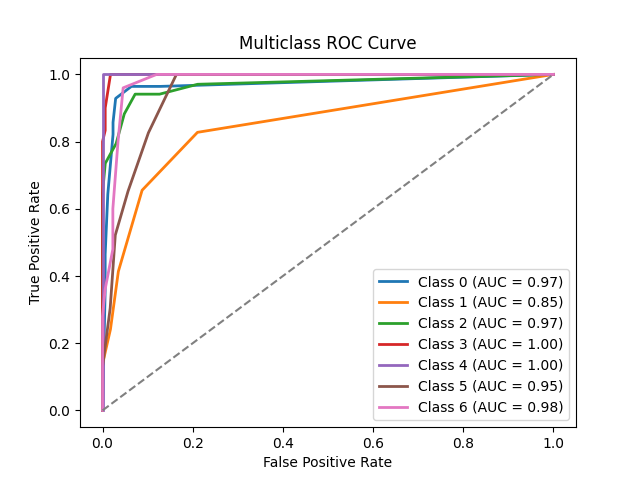 Multiclass ROC Curve
True Positive Rate
1.0
0.8
0.6
0.4
0.2
0.0
Class 0 (AUC = 0.97)
Class 1 (AUC = 0.85)
Class 2 (AUC = 0.97)
Class 3 (AUC = 1.00)
Class 4 (AUC = 1.00)
Class 5 (AUC = 0.95)
Class 6 (AUC = 0.98)
0.0 0.2 0.4 0.6 0.8 1.0
False Positive Rate